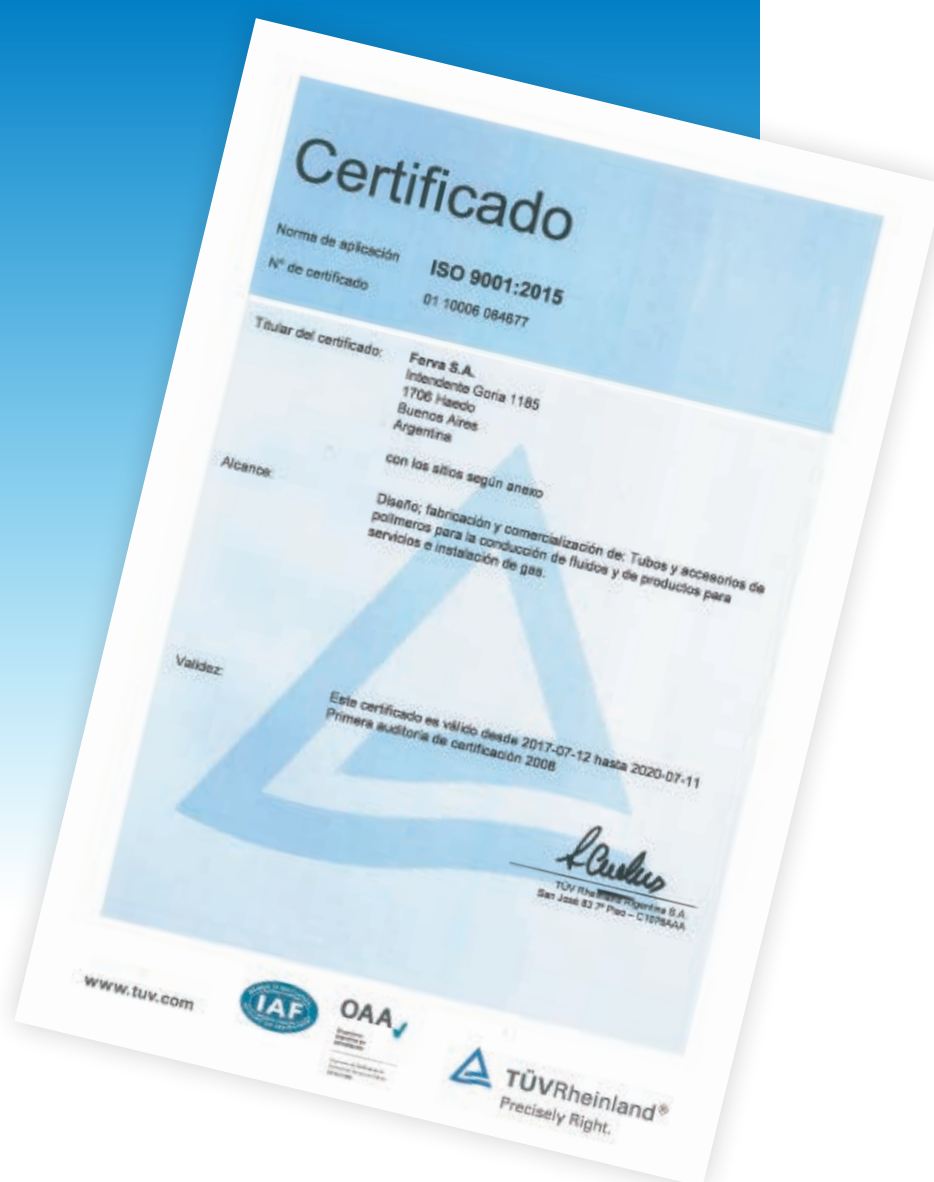 Certificado
Norma de aplicación ISO 9001:2015
N° de certificado 01 10006 084677
Titular del certificado: Ferva S.A.
Intendente Goria 1185
1706 Haedo
Buenos Aires
Argentina
con los sitios según anexo
Alcance: Diseño; fabricación y comercialización de: Tubos y accesorios de
polímeros para la conducción de fluidos y de productos para
servicios e instalación de gas.
Validez:
Este certificado es válido desde 2017-07-12 hasta 2020-07-11
Primera auditoría de certificación 2008
TÜV Rheinland Argentina S.A.
San José 83 7° Piso – C1076AAA
www.tuv.com
IAF
OAA
TÜVRheinland®
Precisely Right.